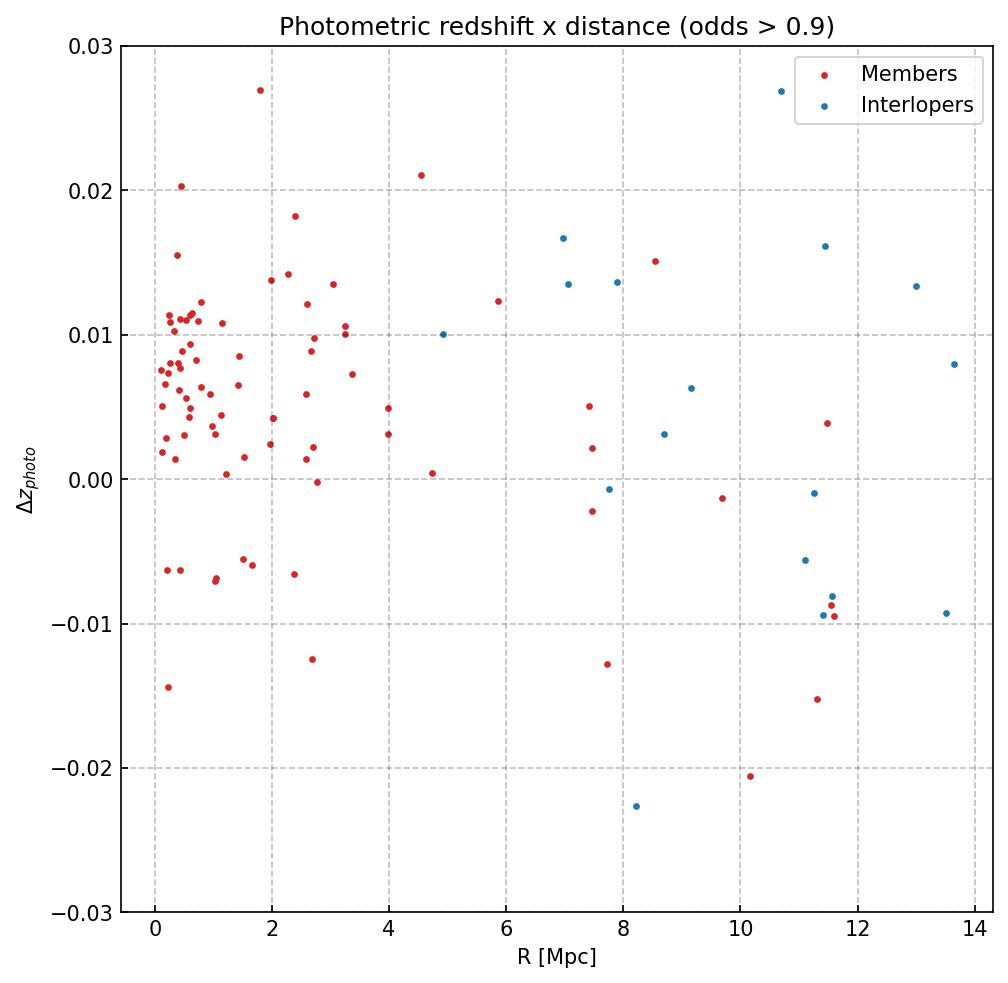 Photometric redshift x distance (odds > 0.9)
Members
Interlopers
0.03
0.02
0.01
0.00
−0.01
−0.02
−0.03
Δz_photo
0 2 4 6 8 10 12 14
R [Mpc]